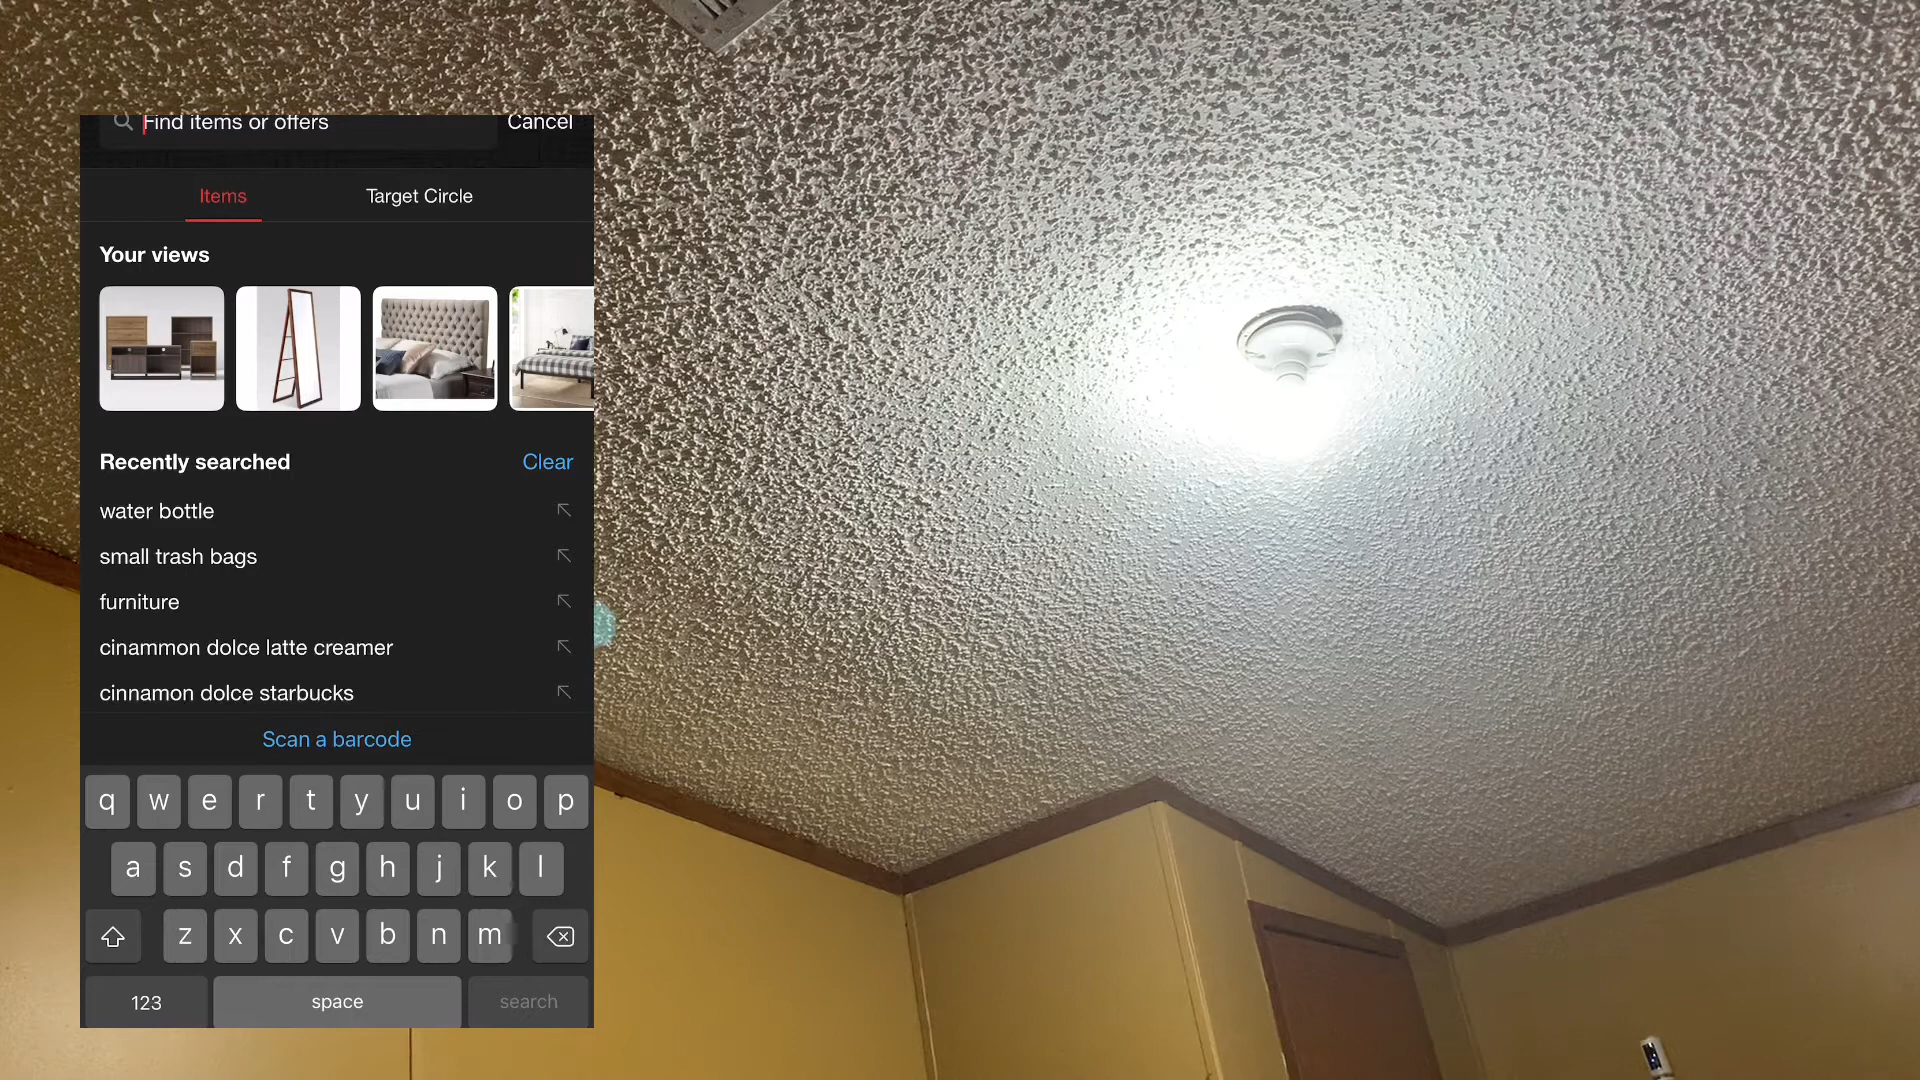 Find items or offers Cancel
Items Target Circle
Your views
Recently searched Clear
water bottle
small trash bags
furniture
cinammon dolce latte creamer
cinnamon dolce starbucks
Scan a barcode
q w e r t y u i o p
a s d f g h j k l
z x c v b n m
123 space search